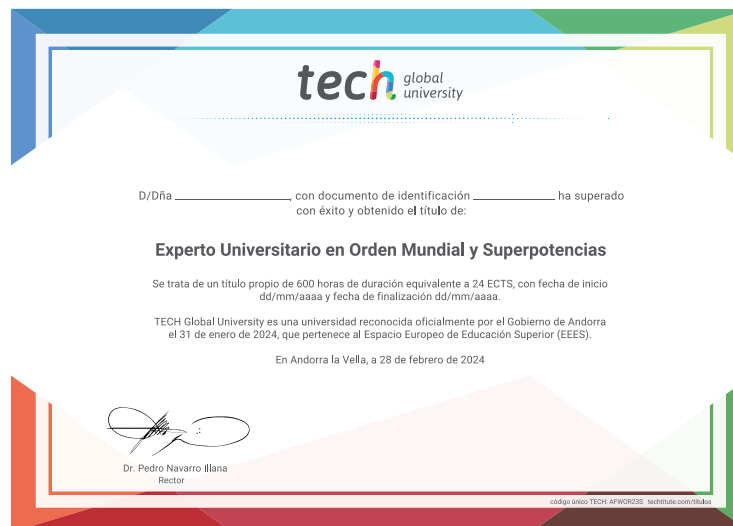 tech global
university
D/Dña ____________________, con documento de identificación ______________ ha superado
con éxito y obtenido el título de:
Experto Universitario en Orden Mundial y Superpotencias
Se trata de un título propio de 600 horas de duración equivalente a 24 ECTS, con fecha de inicio
dd/mm/aaaa y fecha de finalización dd/mm/aaaa.
TECH Global University es una universidad reconocida oficialmente por el Gobierno de Andorra
el 31 de enero de 2024, que pertenece al Espacio Europeo de Educación Superior (EEES).
En Andorra la Vella, a 28 de febrero de 2024
Dr. Pedro Navarro Illana
Rector
código único TECH: AFWOR23S techtitute.com/titulos